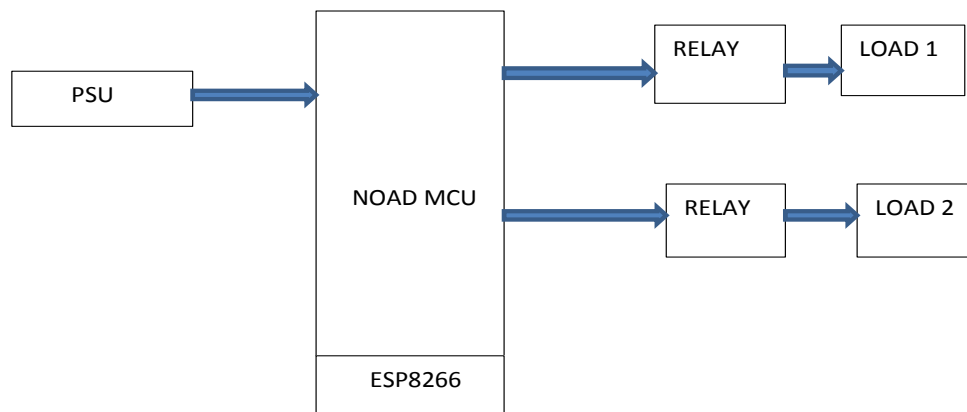 RELAY
LOAD 1
PSU
NOAD MCU
RELAY
LOAD 2
ESP8266